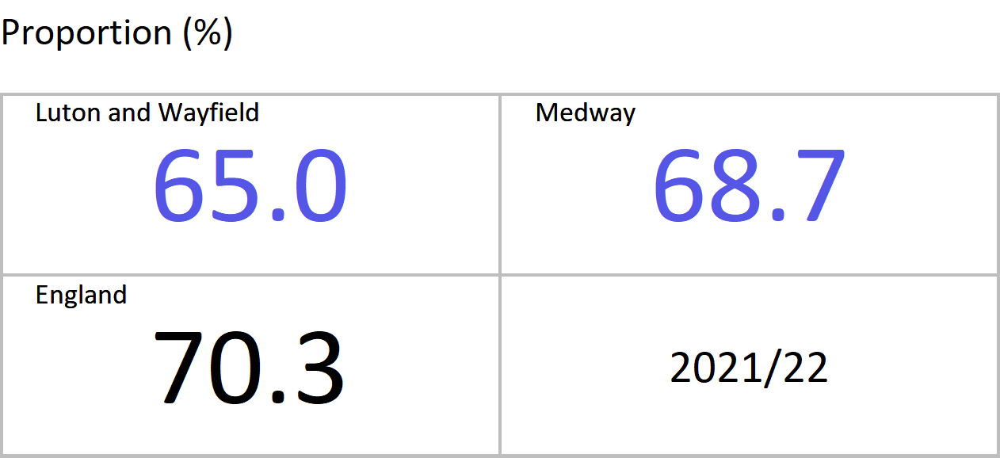 Proportion (%)
Luton and Wayfield
65.0
Medway
68.7
England
70.3
2021/22